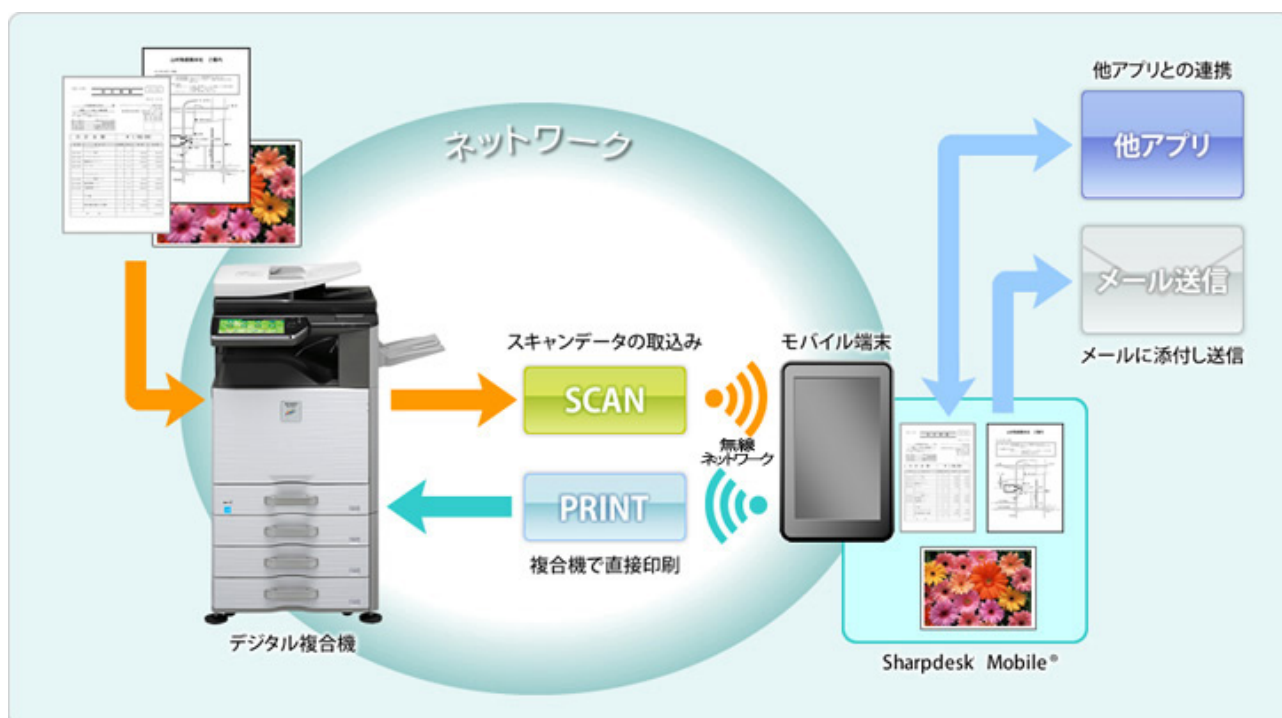 他アプリとの連携
他アプリ
ネットワーク
メール送信
メールに添付し送信
スキャンデータの取込み
モバイル端末
SCAN
無線
ネットワーク
PRINT
複合機で直接印刷
デジタル複合機
Sharpdesk Mobile®